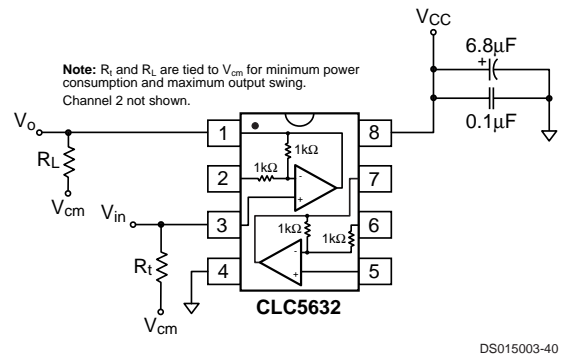 VCC
6.8µF
+
Note: Rt and RL are tied to Vcm for minimum power
consumption and maximum output swing.
Channel 2 not shown.
0.1µF
Vo
1
8
RL
1kΩ
2
1kΩ
-
7
Vcm
Vin
+
3
1kΩ
6
1kΩ
Rt
-
4
+
5
CLC5632
Vcm
DS015003-40